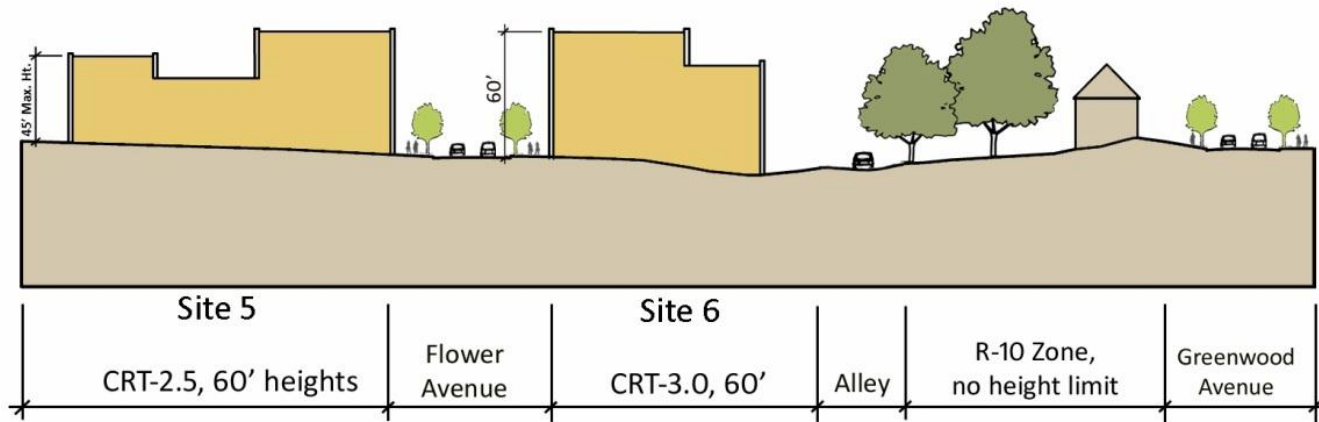 45' Max. Ht.
60'
Site 5
CRT-2.5, 60' heights
Flower
Avenue
Site 6
CRT-3.0, 60'
Alley
R-10 Zone,
no height limit
Greenwood
Avenue